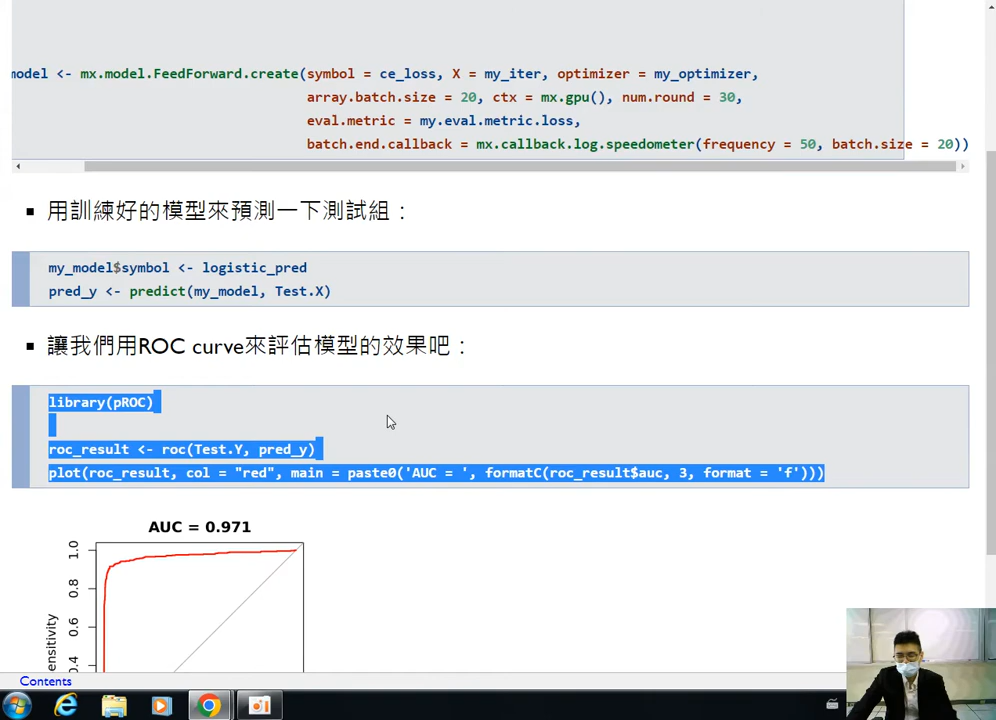 model <- mx.model.FeedForward.create(symbol = ce_loss, X = my_iter, optimizer = my_optimizer,
array.batch.size = 20, ctx = mx.gpu(), num.round = 30,
eval.metric = my.eval.metric.loss,
batch.end.callback = mx.callback.log.speedometer(frequency = 50, batch.size = 20))
▪ 用訓練好的模型來預測一下測試組：
my_model$symbol <- logistic_pred
pred_y <- predict(my_model, Test.X)
▪ 讓我們用ROC curve來評估模型的效果吧：
library(pROC)
roc_result <- roc(Test.Y, pred_y)
plot(roc_result, col = "red", main = paste0('AUC = ', formatC(roc_result$auc, 3, format = 'f')))
AUC = 0.971
1.0
0.8
0.6
0.4
ensitivity
Contents